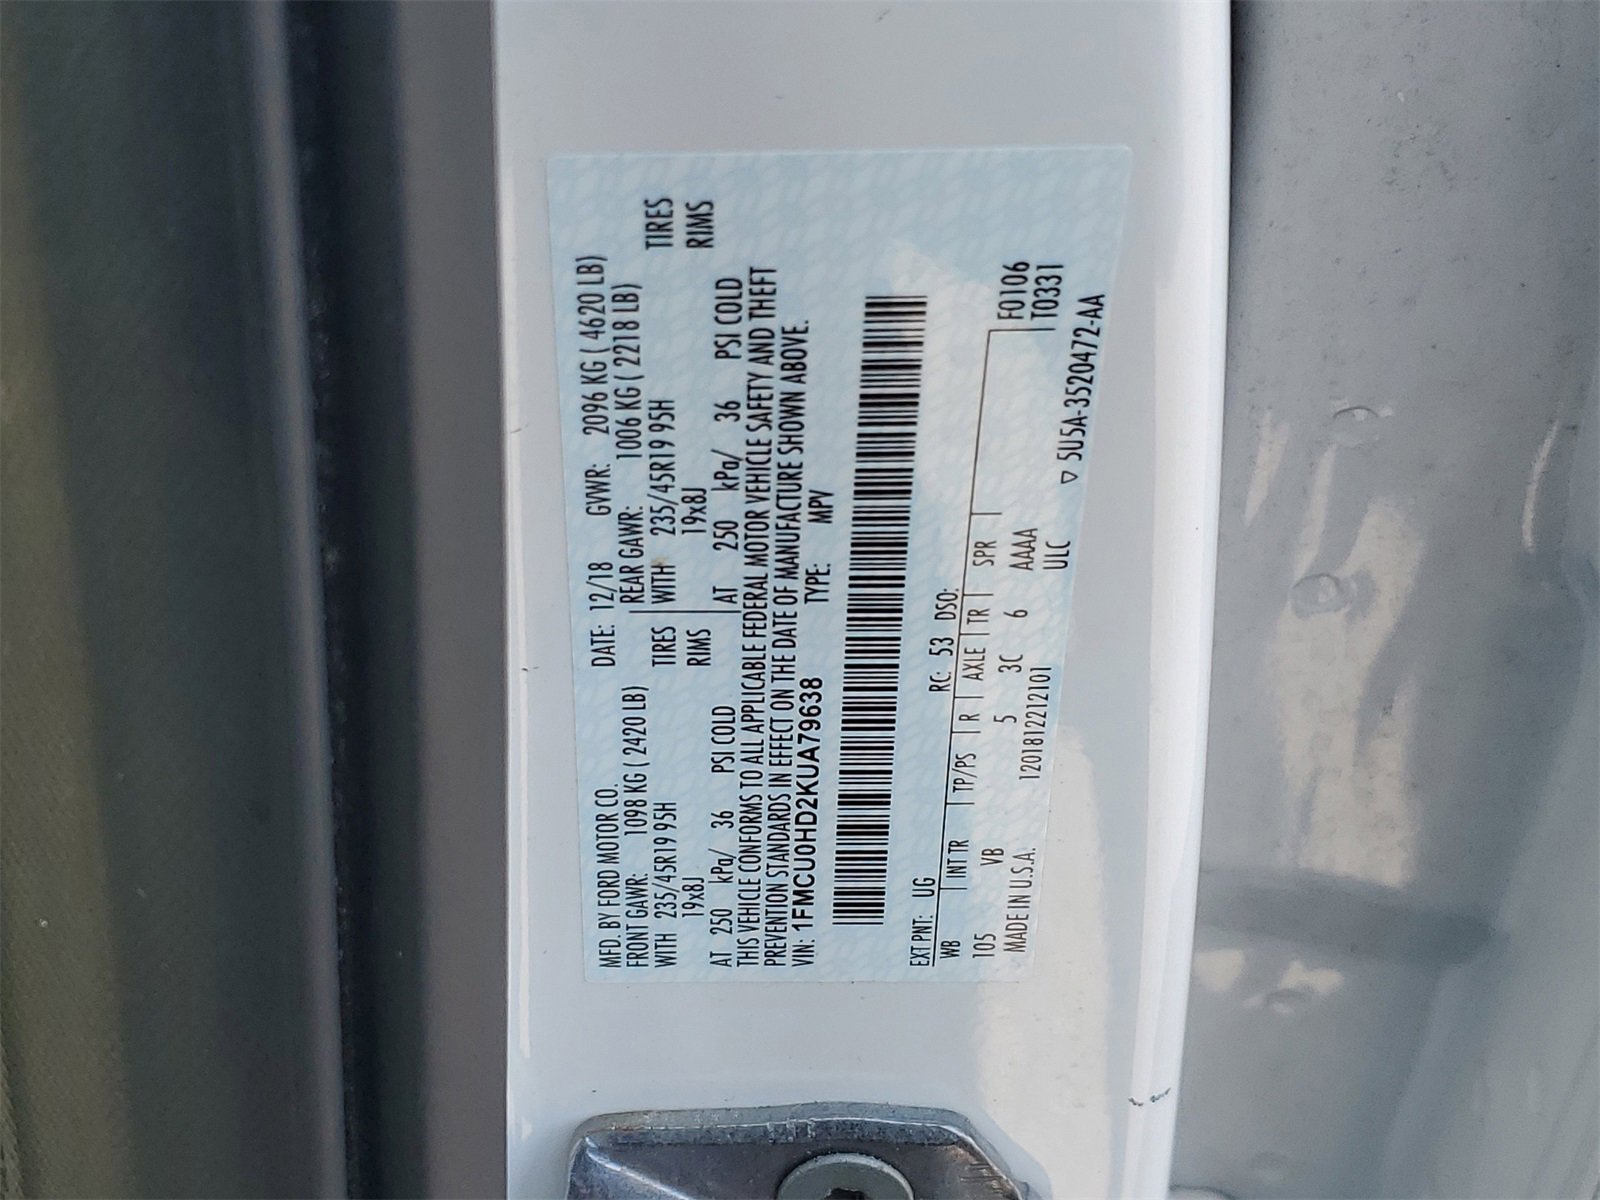 MFD. BY FORD MOTOR CO. DATE: 12/18 GVWR: 2096 KG ( 4620 LB)
FRONT GAWR: 1098 KG ( 2420 LB) REAR GAWR: 1006 KG ( 2218 LB)
WITH 235/45R19 95H TIRES WITH 235/45R19 95H TIRES
19x8J RIMS 19x8J RIMS
AT 250 kPa/ 36 PSI COLD AT 250 kPa/ 36 PSI COLD
THIS VEHICLE CONFORMS TO ALL APPLICABLE FEDERAL MOTOR VEHICLE SAFETY AND THEFT
PREVENTION STANDARDS IN EFFECT ON THE DATE OF MANUFACTURE SHOWN ABOVE.
VIN: 1FMCU0HD2KUA79638 TYPE: MPV
EXT PNT: UG RC: 53 DSO: F0106
WB INT TR TP/PS R AXLE TR SPR T0331
105 VB 5 3C 6 AAAA
MADE IN U.S.A. 1201812212101 ULC ▽ 5U5A-3520472-AA